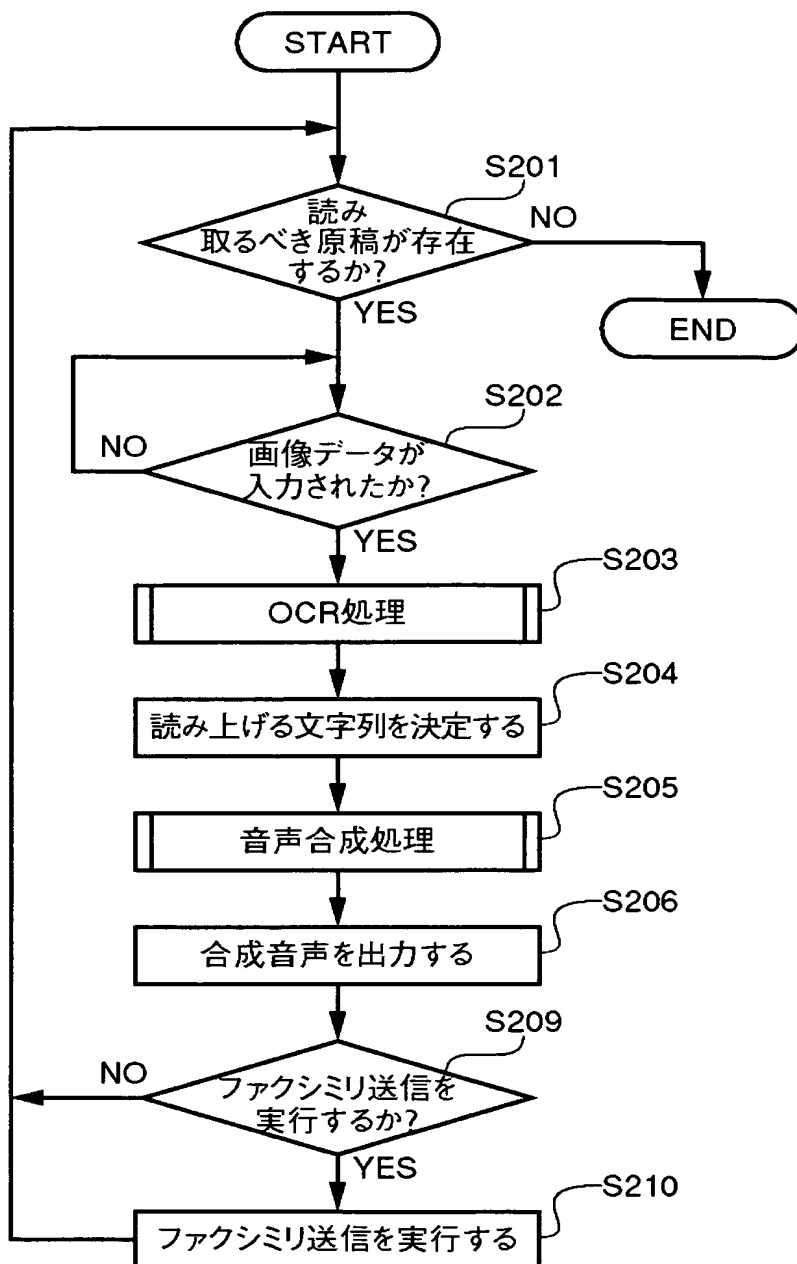 START
S201
読み
取るべき原稿が存在
するか?
NO
YES
END
S202
画像データが
入力されたか?
NO
YES
S203
OCR処理
S204
読み上げる文字列を決定する
S205
音声合成処理
S206
合成音声を出力する
S209
ファクシミリ送信を
実行するか?
NO
YES
S210
ファクシミリ送信を実行する